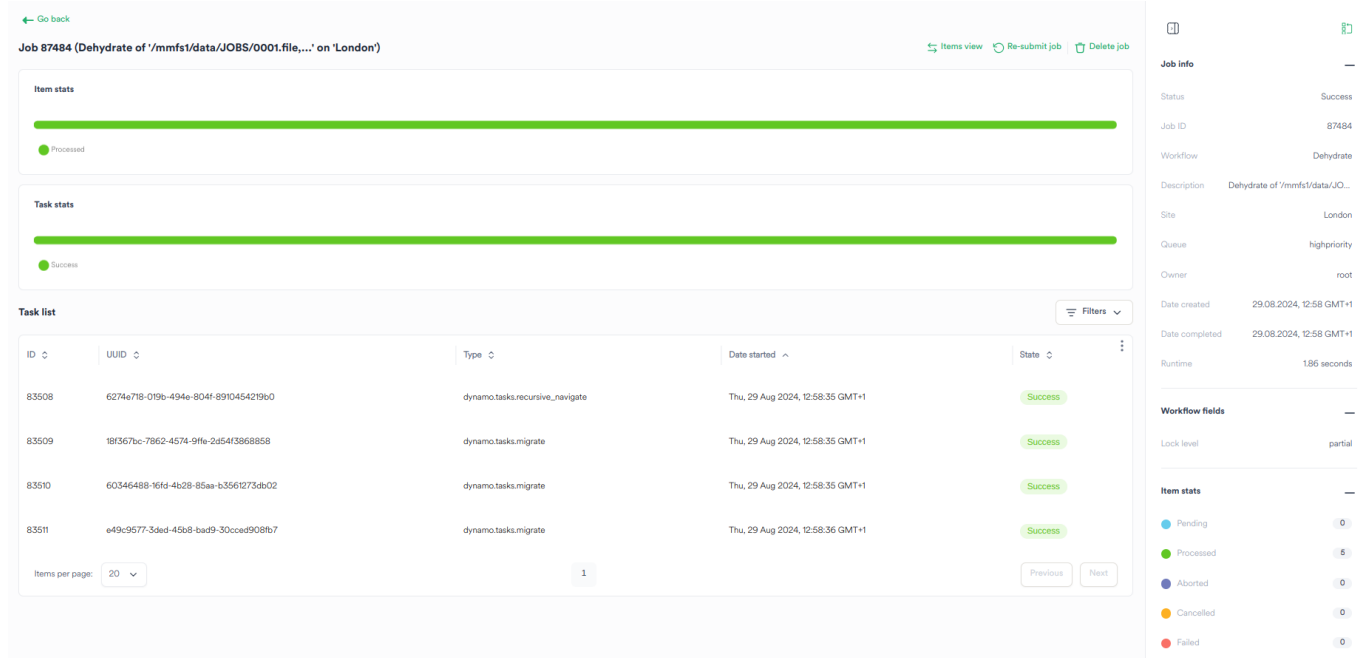 Go back
Job 87484 (Dehydrate of '/mmfs1/data/JOBS/0001.file,...' on 'London')
Items view Re-submit job Delete job
Item stats
Processed
Task stats
Success
Task list
Filters
ID UUID Type Date started State
83508 6274e718-019b-494e-804f-8910454219b0 dynamo.tasks.recursive_navigate Thu, 29 Aug 2024, 12:58:35 GMT+1 Success
83509 18f367bc-7862-4574-9ffe-2d54f3868858 dynamo.tasks.migrate Thu, 29 Aug 2024, 12:58:35 GMT+1 Success
83510 60346488-16fd-4b28-85aa-b3561273db02 dynamo.tasks.migrate Thu, 29 Aug 2024, 12:58:35 GMT+1 Success
83511 e49c9577-3ded-45b8-bad9-30cced908fb7 dynamo.tasks.migrate Thu, 29 Aug 2024, 12:58:36 GMT+1 Success
Items per page: 20 1 Previous Next
Job info
Status Success
Job ID 87484
Workflow Dehydrate
Description Dehydrate of '/mmfs1/data/JO...
Site London
Queue highpriority
Owner root
Date created 29.08.2024, 12:58 GMT+1
Date completed 29.08.2024, 12:58 GMT+1
Runtime 1.86 seconds
Workflow fields
Lock level partial
Item stats
Pending 0
Processed 5
Aborted 0
Cancelled 0
Failed 0